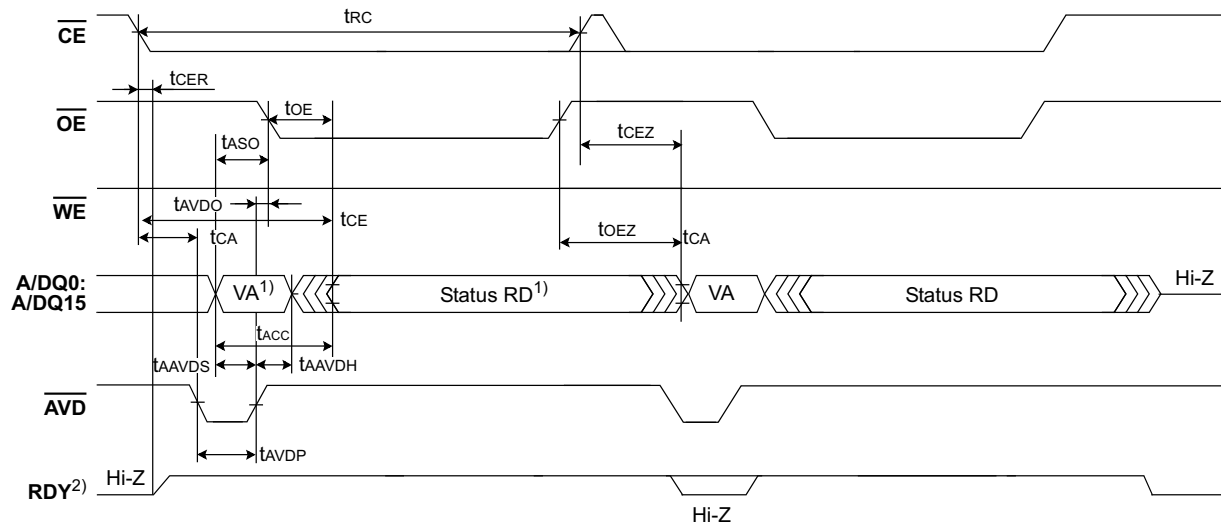 tRC
CE
tCER
tOE
OE
tCEZ
tASO
WE
tAVDO
tCE
tCA
tOEZ
tCA
A/DQ0:
A/DQ15
VA1)
Status RD1)
VA
Status RD
Hi-Z
tACC
tAAVDS
tAAVDH
AVD
tAVDP
Hi-Z
RDY2)
Hi-Z